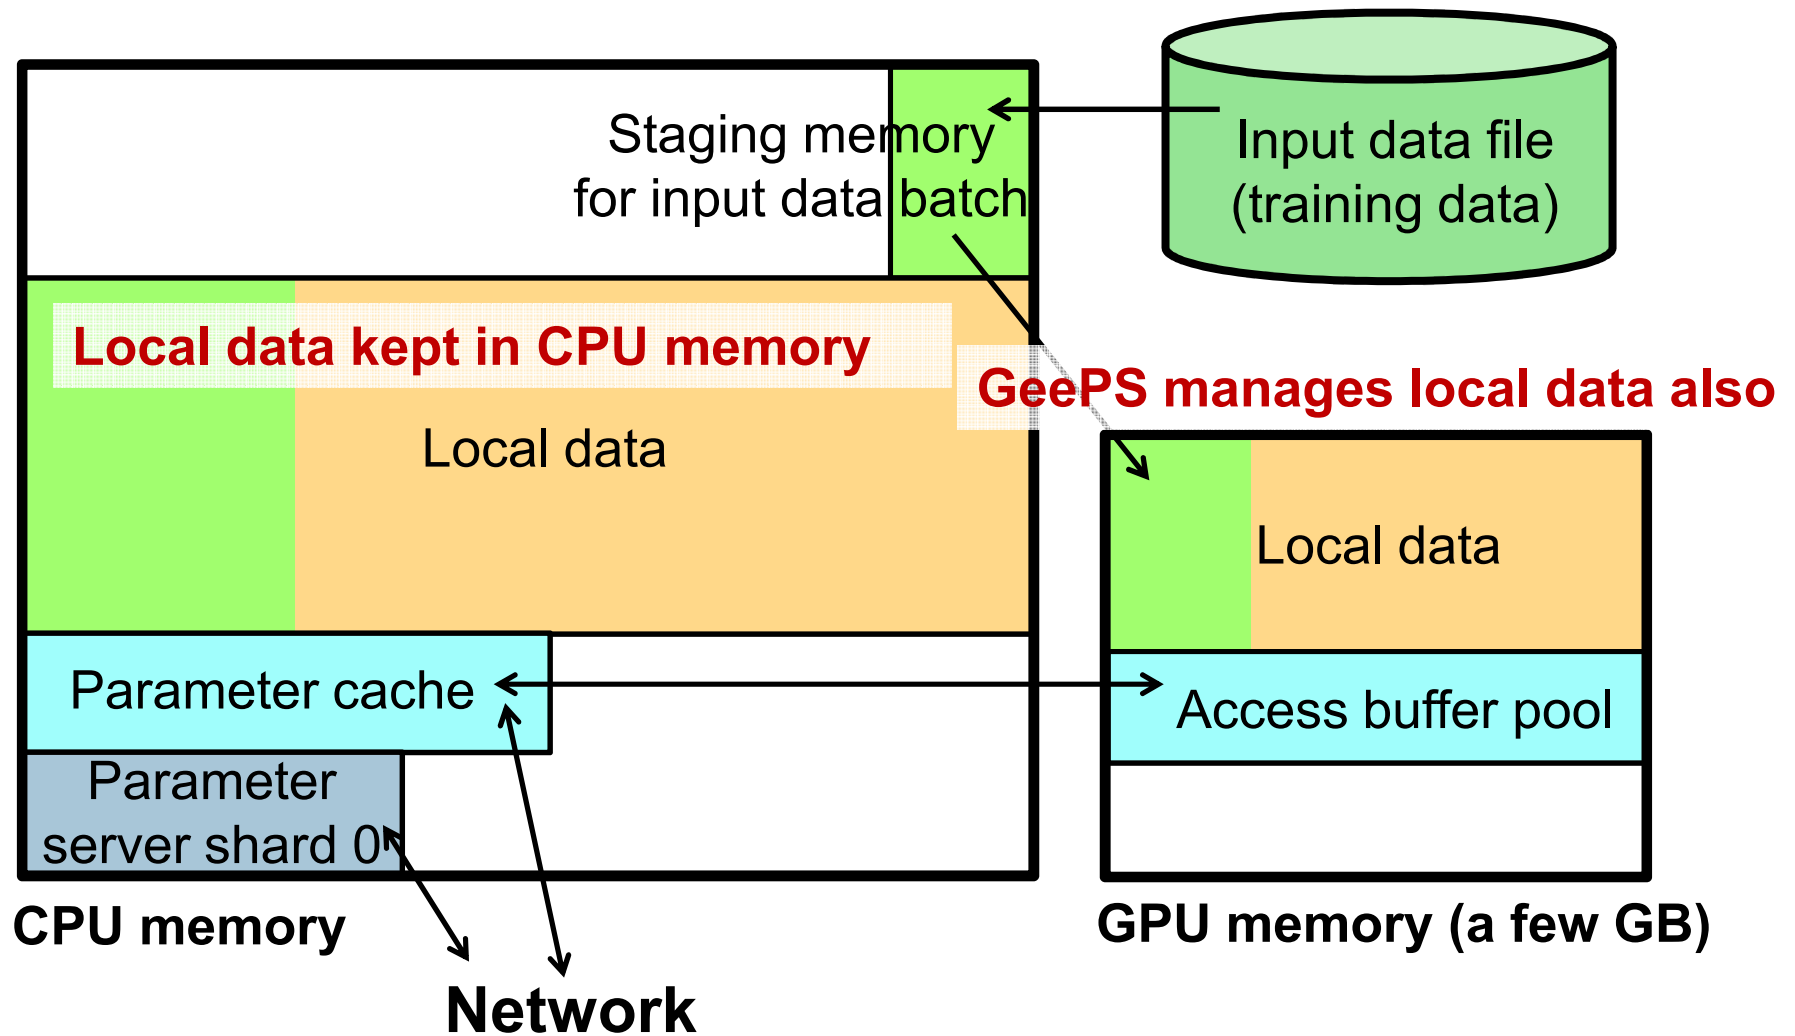 Staging memory
for input data batch
Input data file
(training data)
Local data kept in CPU memory
GeePS manages local data also
Local data
Local data
Parameter cache
Access buffer pool
Parameter
server shard 0
CPU memory
GPU memory (a few GB)
Network